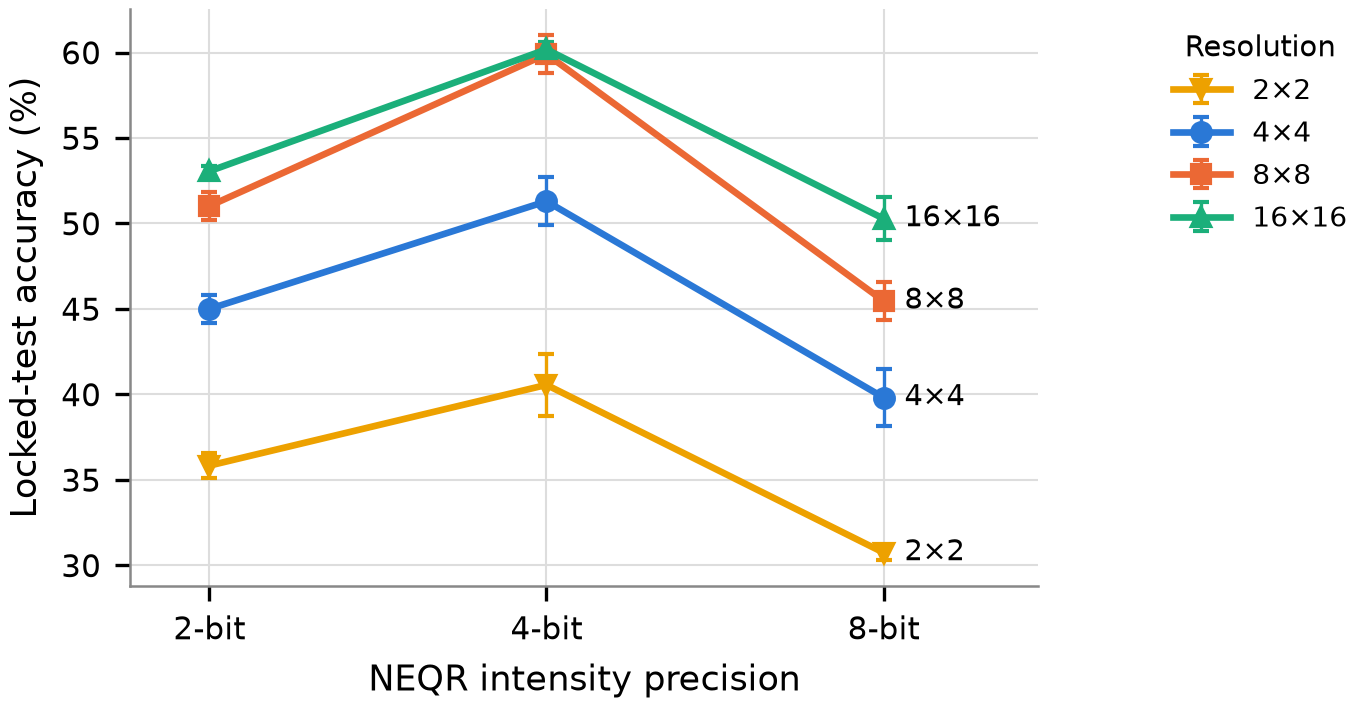 Locked-test accuracy (%)
60
55
50
45
40
35
30
2-bit
4-bit
8-bit
NEQR intensity precision
16×16
8×8
4×4
2×2
Resolution
2×2
4×4
8×8
16×16